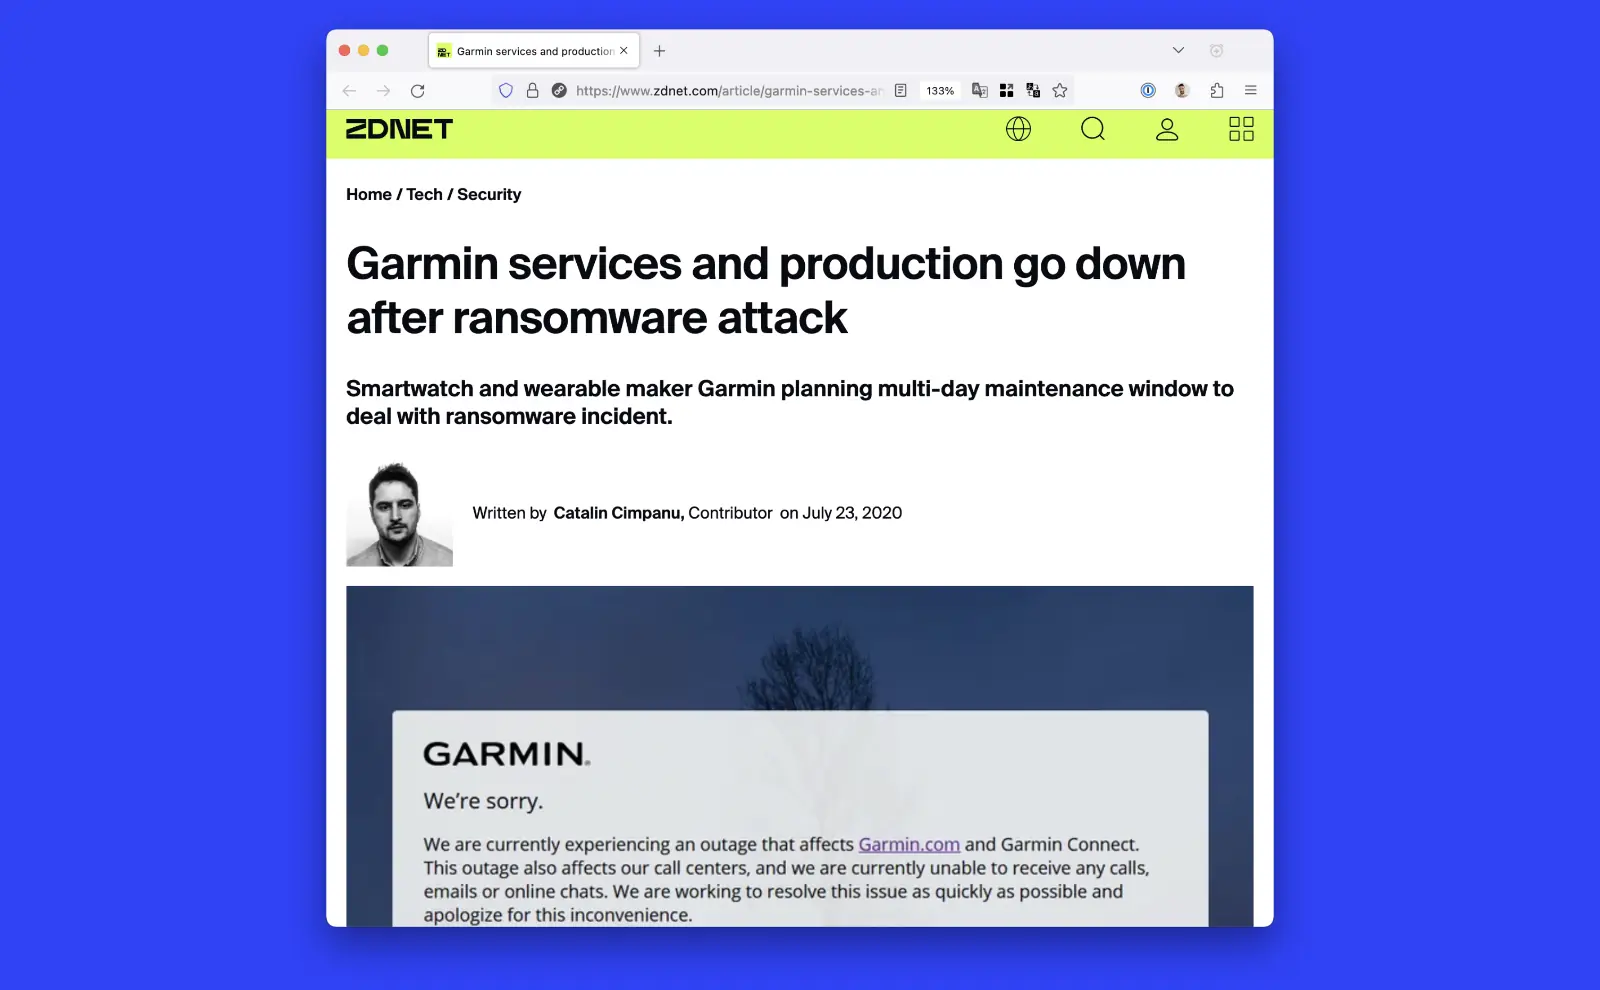 Garmin services and production
https://www.zdnet.com/article/garmin-services-an
133%
ZDNET
Home / Tech / Security
Garmin services and production go down
after ransomware attack
Smartwatch and wearable maker Garmin planning multi-day maintenance window to
deal with ransomware incident.
Written by Catalin Cimpanu, Contributor on July 23, 2020
GARMIN.
We're sorry.
We are currently experiencing an outage that affects Garmin.com and Garmin Connect.
This outage also affects our call centers, and we are currently unable to receive any calls,
emails or online chats. We are working to resolve this issue as quickly as possible and
apologize for this inconvenience.